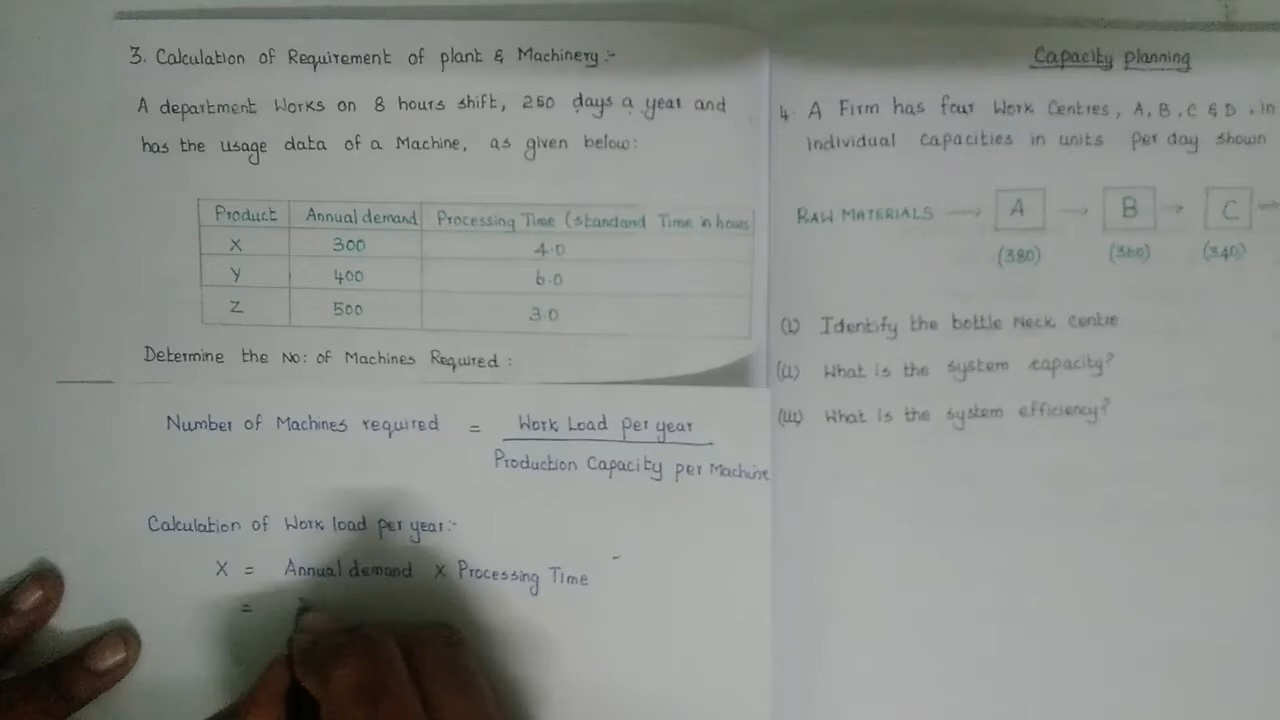 3. Calculation of Requirement of plant & Machinery:-
A department Works on 8 hours shift, 250 days a year and
has the usage data of a Machine, as given below:
Product Annual demand Processing Time (standard Time in hours
X 300 4.0
Y 400 6.0
Z 500 3.0
Determine the No: of Machines Required:
Number of Machines required = Work Load per year
Production Capacity per Machine
Calculation of Work load per year:-
X = Annual demand x Processing Time
=
Capacity planning
4. A Firm has four Work Centres, A, B, C & D, in
individual capacities in units per day shown
RAW MATERIALS → A → B → C →
(380) (360) (340)
(i) Identify the bottle Neck centre
(ii) What is the system capacity?
(iii) What is the system efficiency?